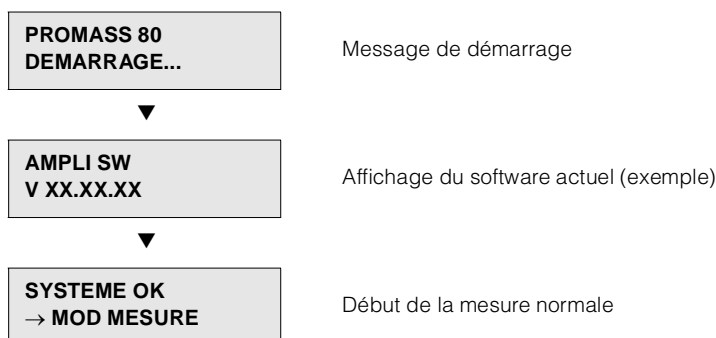 PROMASS 80
DEMARRAGE...
Message de démarrage
▼
AMPLI SW
V XX.XX.XX
Affichage du software actuel (exemple)
▼
SYSTEME OK
→ MOD MESURE
Début de la mesure normale